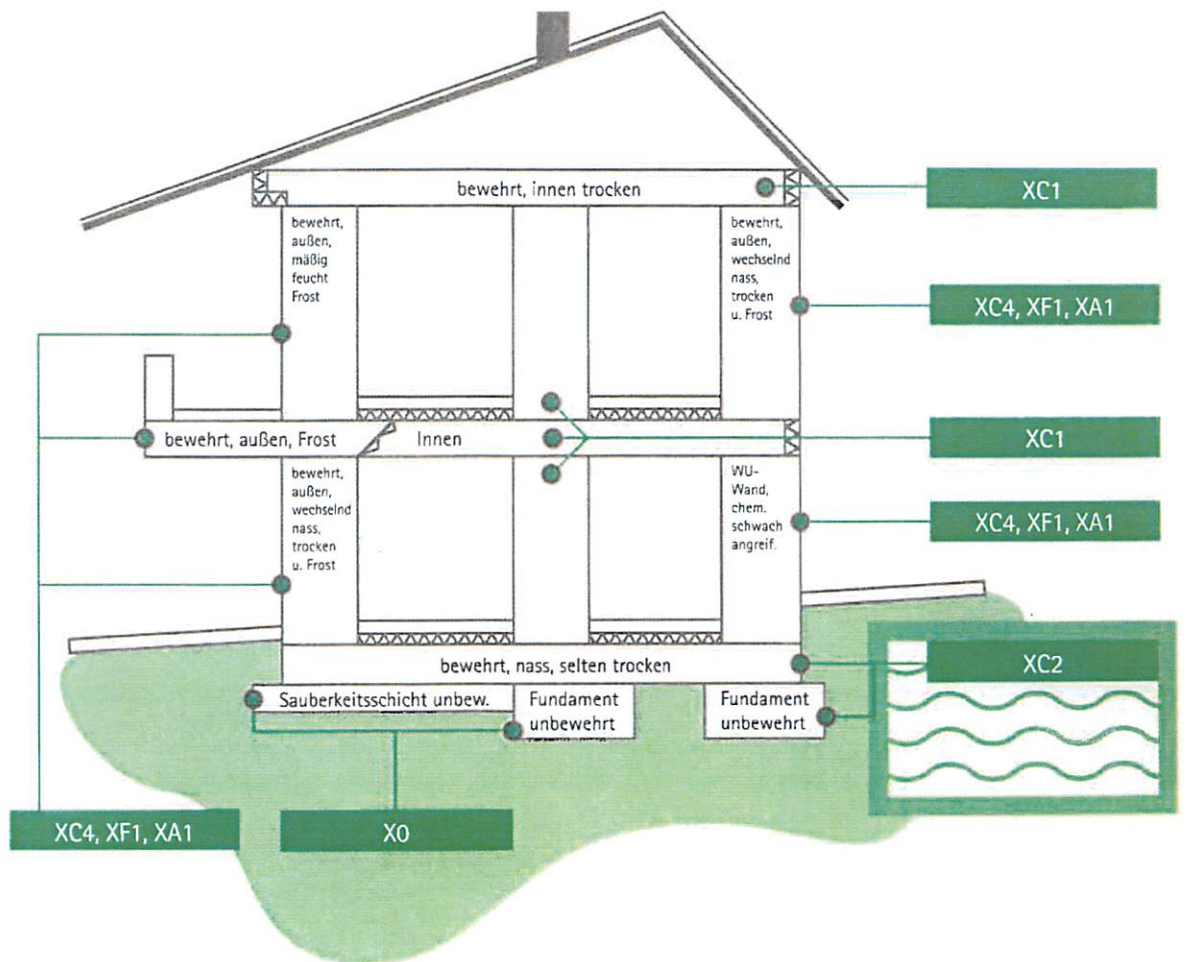 bewehrt, innen trocken
XC1
bewehrt,
außen,
mäßig
feucht
Frost
bewehrt,
außen,
wechselnd
nass,
trocken
u. Frost
XC4, XF1, XA1
bewehrt, außen, Frost
Innen
XC1
bewehrt,
außen,
wechselnd
nass,
trocken
u. Frost
WU-
Wand,
chem.
schwach
angreif.
XC4, XF1, XA1
bewehrt, nass, selten trocken
XC2
Sauberkeitsschicht unbew.
Fundament
unbewehrt
Fundament
unbewehrt
XC4, XF1, XA1
X0